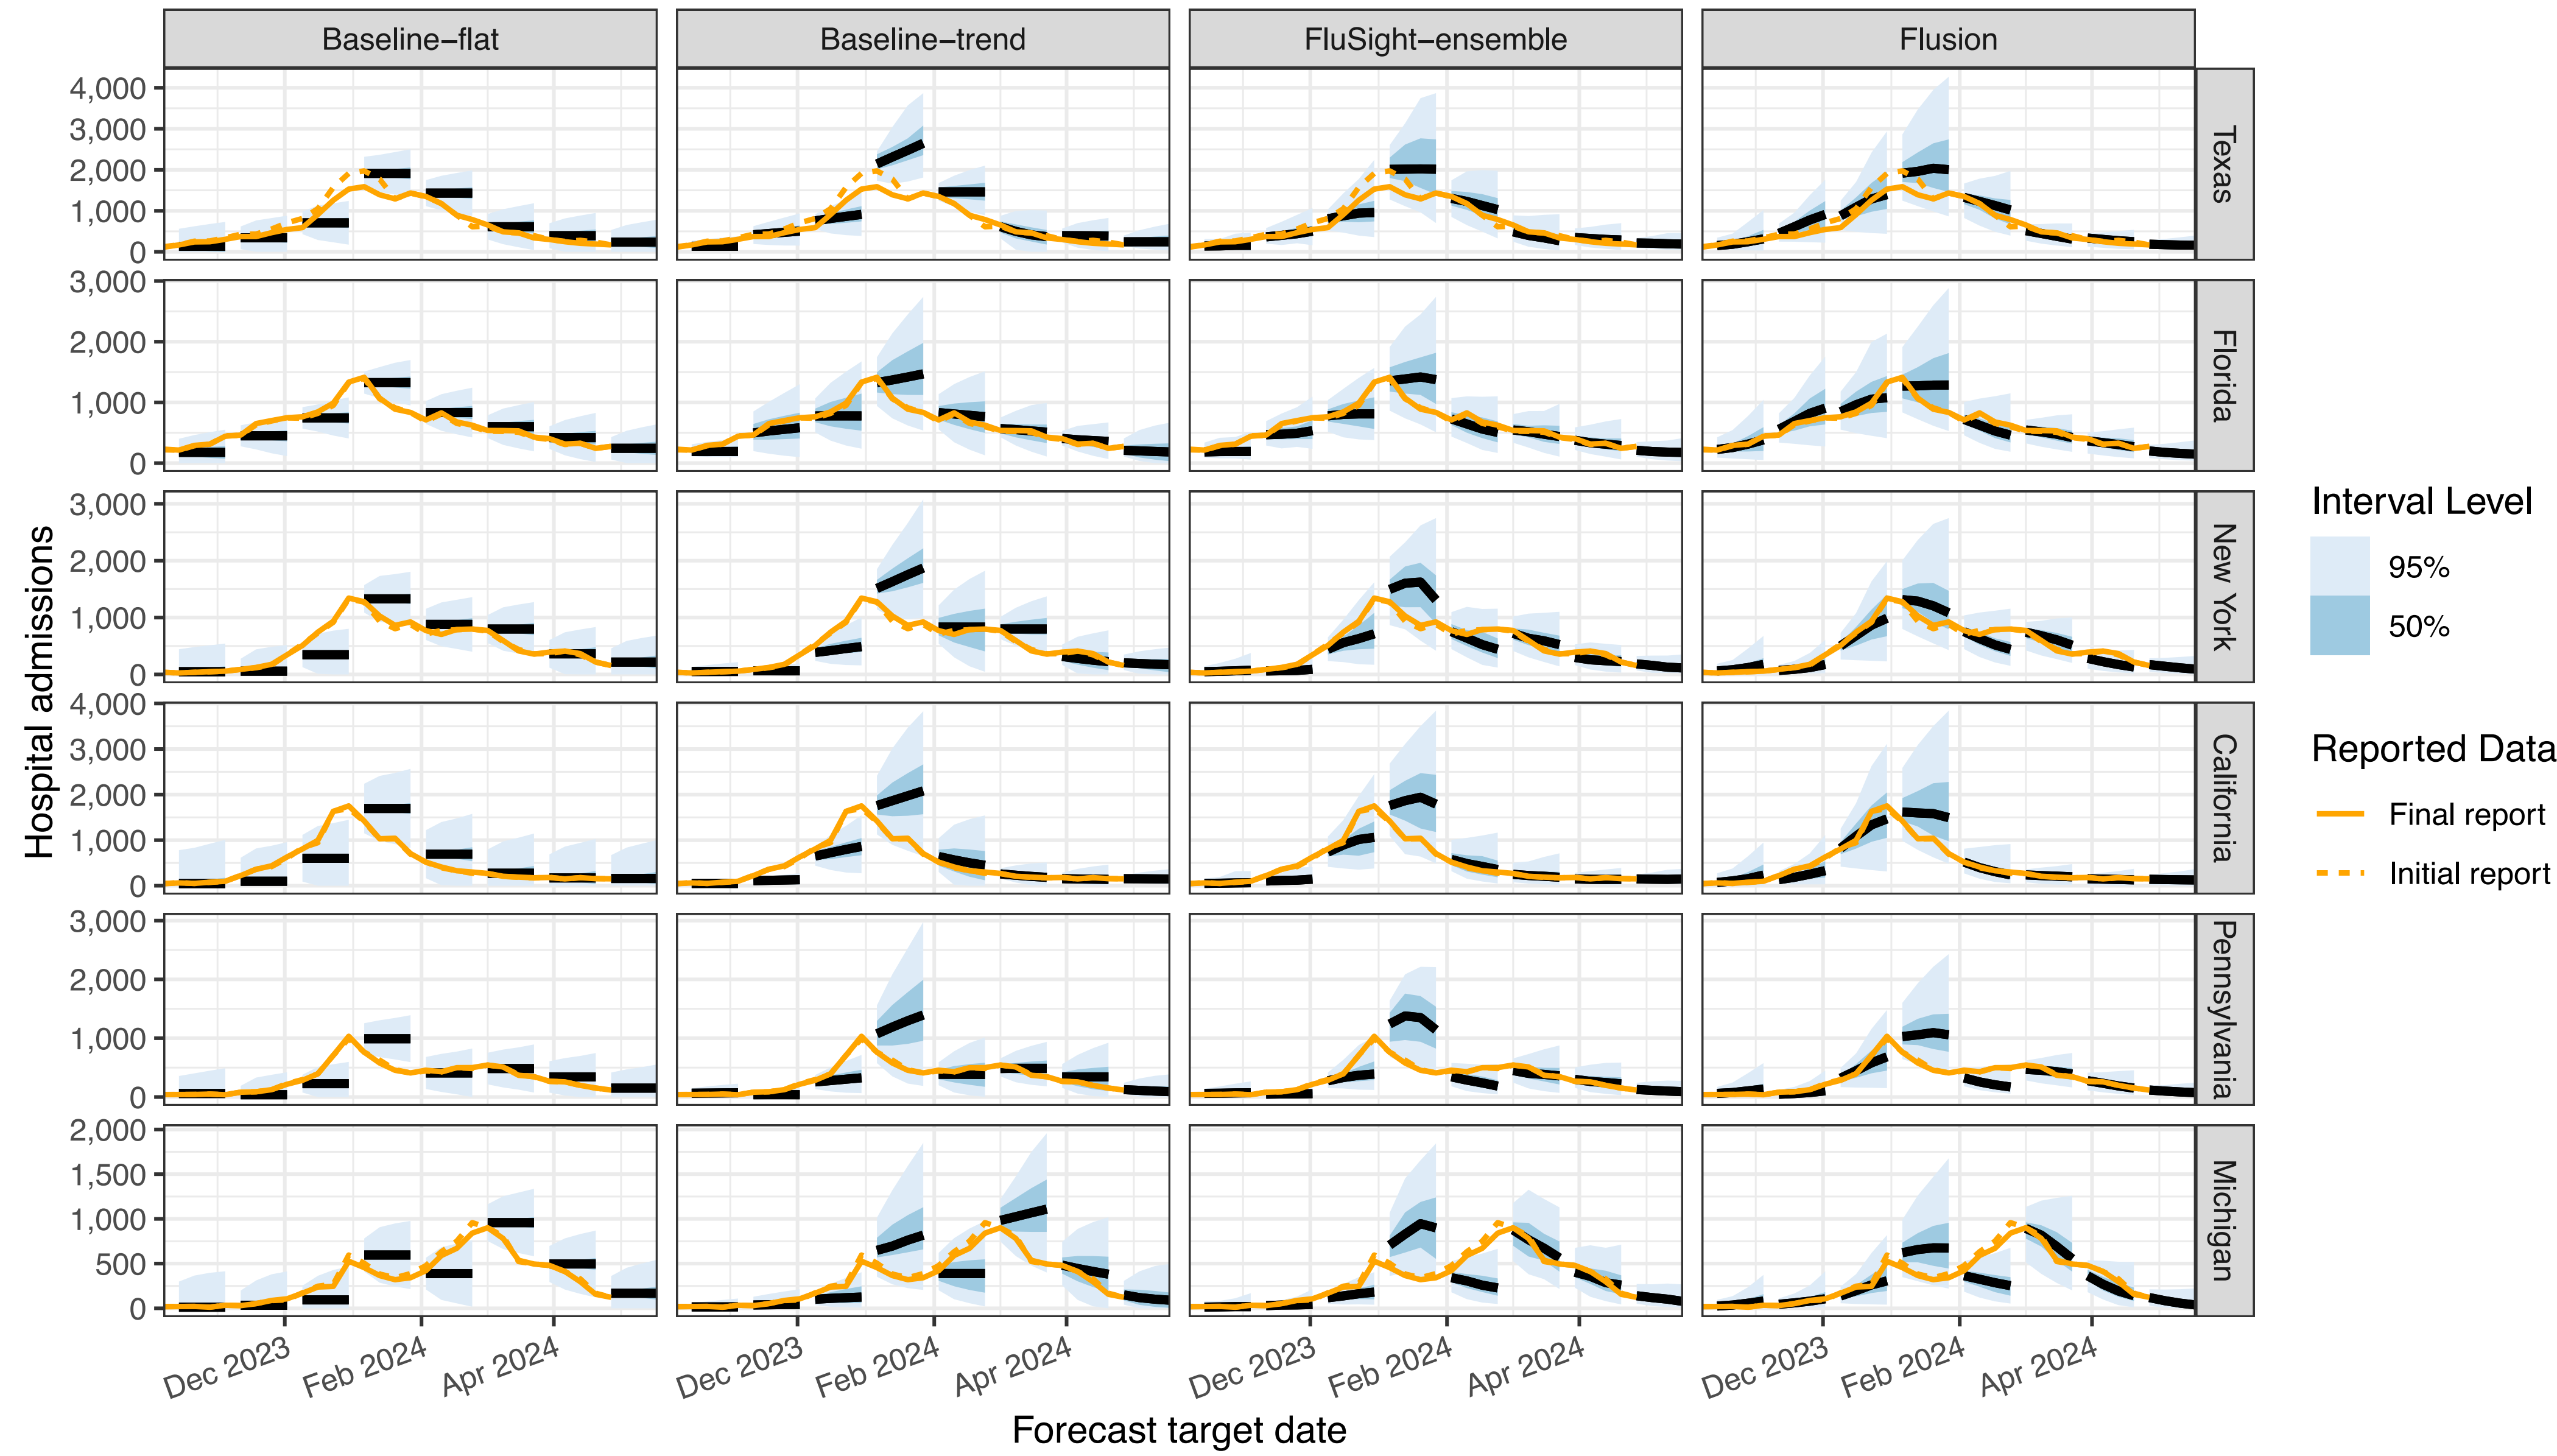 Baseline−flat
Baseline−trend
FluSight−ensemble
Flusion
4,000
3,000
2,000
1,000
0
Texas
3,000
2,000
1,000
0
Florida
3,000
2,000
1,000
0
New York
4,000
3,000
2,000
1,000
0
California
3,000
2,000
1,000
0
Pennsylvania
2,000
1,500
1,000
500
0
Michigan
Hospital admissions
Dec 2023
Feb 2024
Apr 2024
Dec 2023
Feb 2024
Apr 2024
Dec 2023
Feb 2024
Apr 2024
Dec 2023
Feb 2024
Apr 2024
Forecast target date
Interval Level
95%
50%
Reported Data
Final report
Initial report